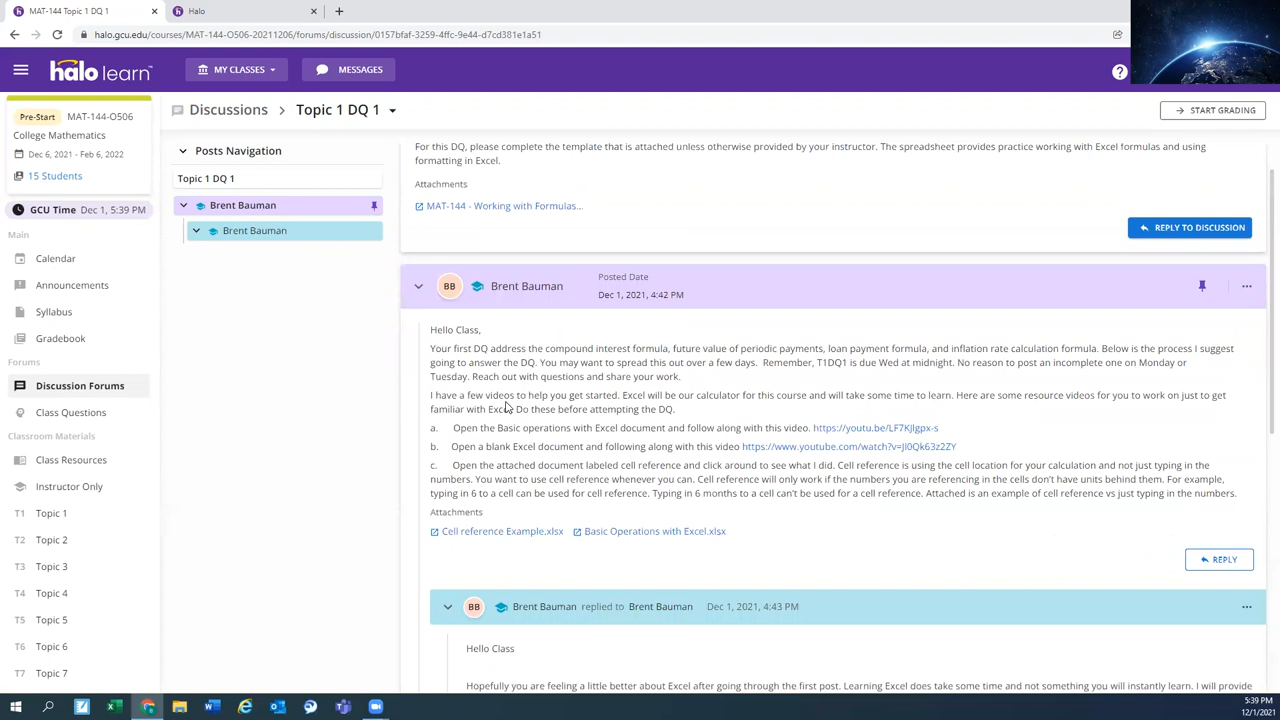 MAT-144 Topic 1 DQ 1
Halo
halo.gcu.edu/courses/MAT-144-O506-20211206/forums/discussion/0157bfaf-3259-4ffc-9e44-d7cd381e1a51
halo learn
MY CLASSES
MESSAGES
Pre-Start MAT-144-O506
College Mathematics
Dec 6, 2021 - Feb 6, 2022
15 Students
GCU Time Dec 1, 5:39 PM
Main
Calendar
Announcements
Syllabus
Gradebook
Forums
Discussion Forums
Class Questions
Classroom Materials
Class Resources
Instructor Only
T1 Topic 1
T2 Topic 2
T3 Topic 3
T4 Topic 4
T5 Topic 5
T6 Topic 6
T7 Topic 7
Discussions > Topic 1 DQ 1
START GRADING
Posts Navigation
Topic 1 DQ 1
Brent Bauman
Brent Bauman
For this DQ, please complete the template that is attached unless otherwise provided by your instructor. The spreadsheet provides practice working with Excel formulas and using
formatting in Excel.
Attachments
MAT-144 - Working with Formulas...
REPLY TO DISCUSSION
BB Brent Bauman
Posted Date
Dec 1, 2021, 4:42 PM
Hello Class,
Your first DQ address the compound interest formula, future value of periodic payments, loan payment formula, and inflation rate calculation formula. Below is the process I suggest
going to answer the DQ. You may want to spread this out over a few days. Remember, T1DQ1 is due Wed at midnight. No reason to post an incomplete one on Monday or
Tuesday. Reach out with questions and share your work.
I have a few videos to help you get started. Excel will be our calculator for this course and will take some time to learn. Here are some resource videos for you to work on just to get
familiar with Excel. Do these before attempting the DQ.
a. Open the Basic operations with Excel document and follow along with this video. https://youtu.be/LF7KJlgpx-s
b. Open a blank Excel document and following along with this video https://www.youtube.com/watch?v=JI0Qk63z2ZY
c. Open the attached document labeled cell reference and click around to see what I did. Cell reference is using the cell location for your calculation and not just typing in the
numbers. You want to use cell reference whenever you can. Cell reference will only work if the numbers you are referencing in the cells don't have units behind them. For example,
typing in 6 to a cell can be used for cell reference. Typing in 6 months to a cell can't be used for a cell reference. Attached is an example of cell reference vs just typing in the numbers.
Attachments
Cell reference Example.xlsx Basic Operations with Excel.xlsx
REPLY
BB Brent Bauman replied to Brent Bauman Dec 1, 2021, 4:43 PM
Hello Class
Hopefully you are feeling a little better about Excel after going through the first post. Learning Excel does take some time and not something you will instantly learn. I will provide
5:39 PM
12/1/2021